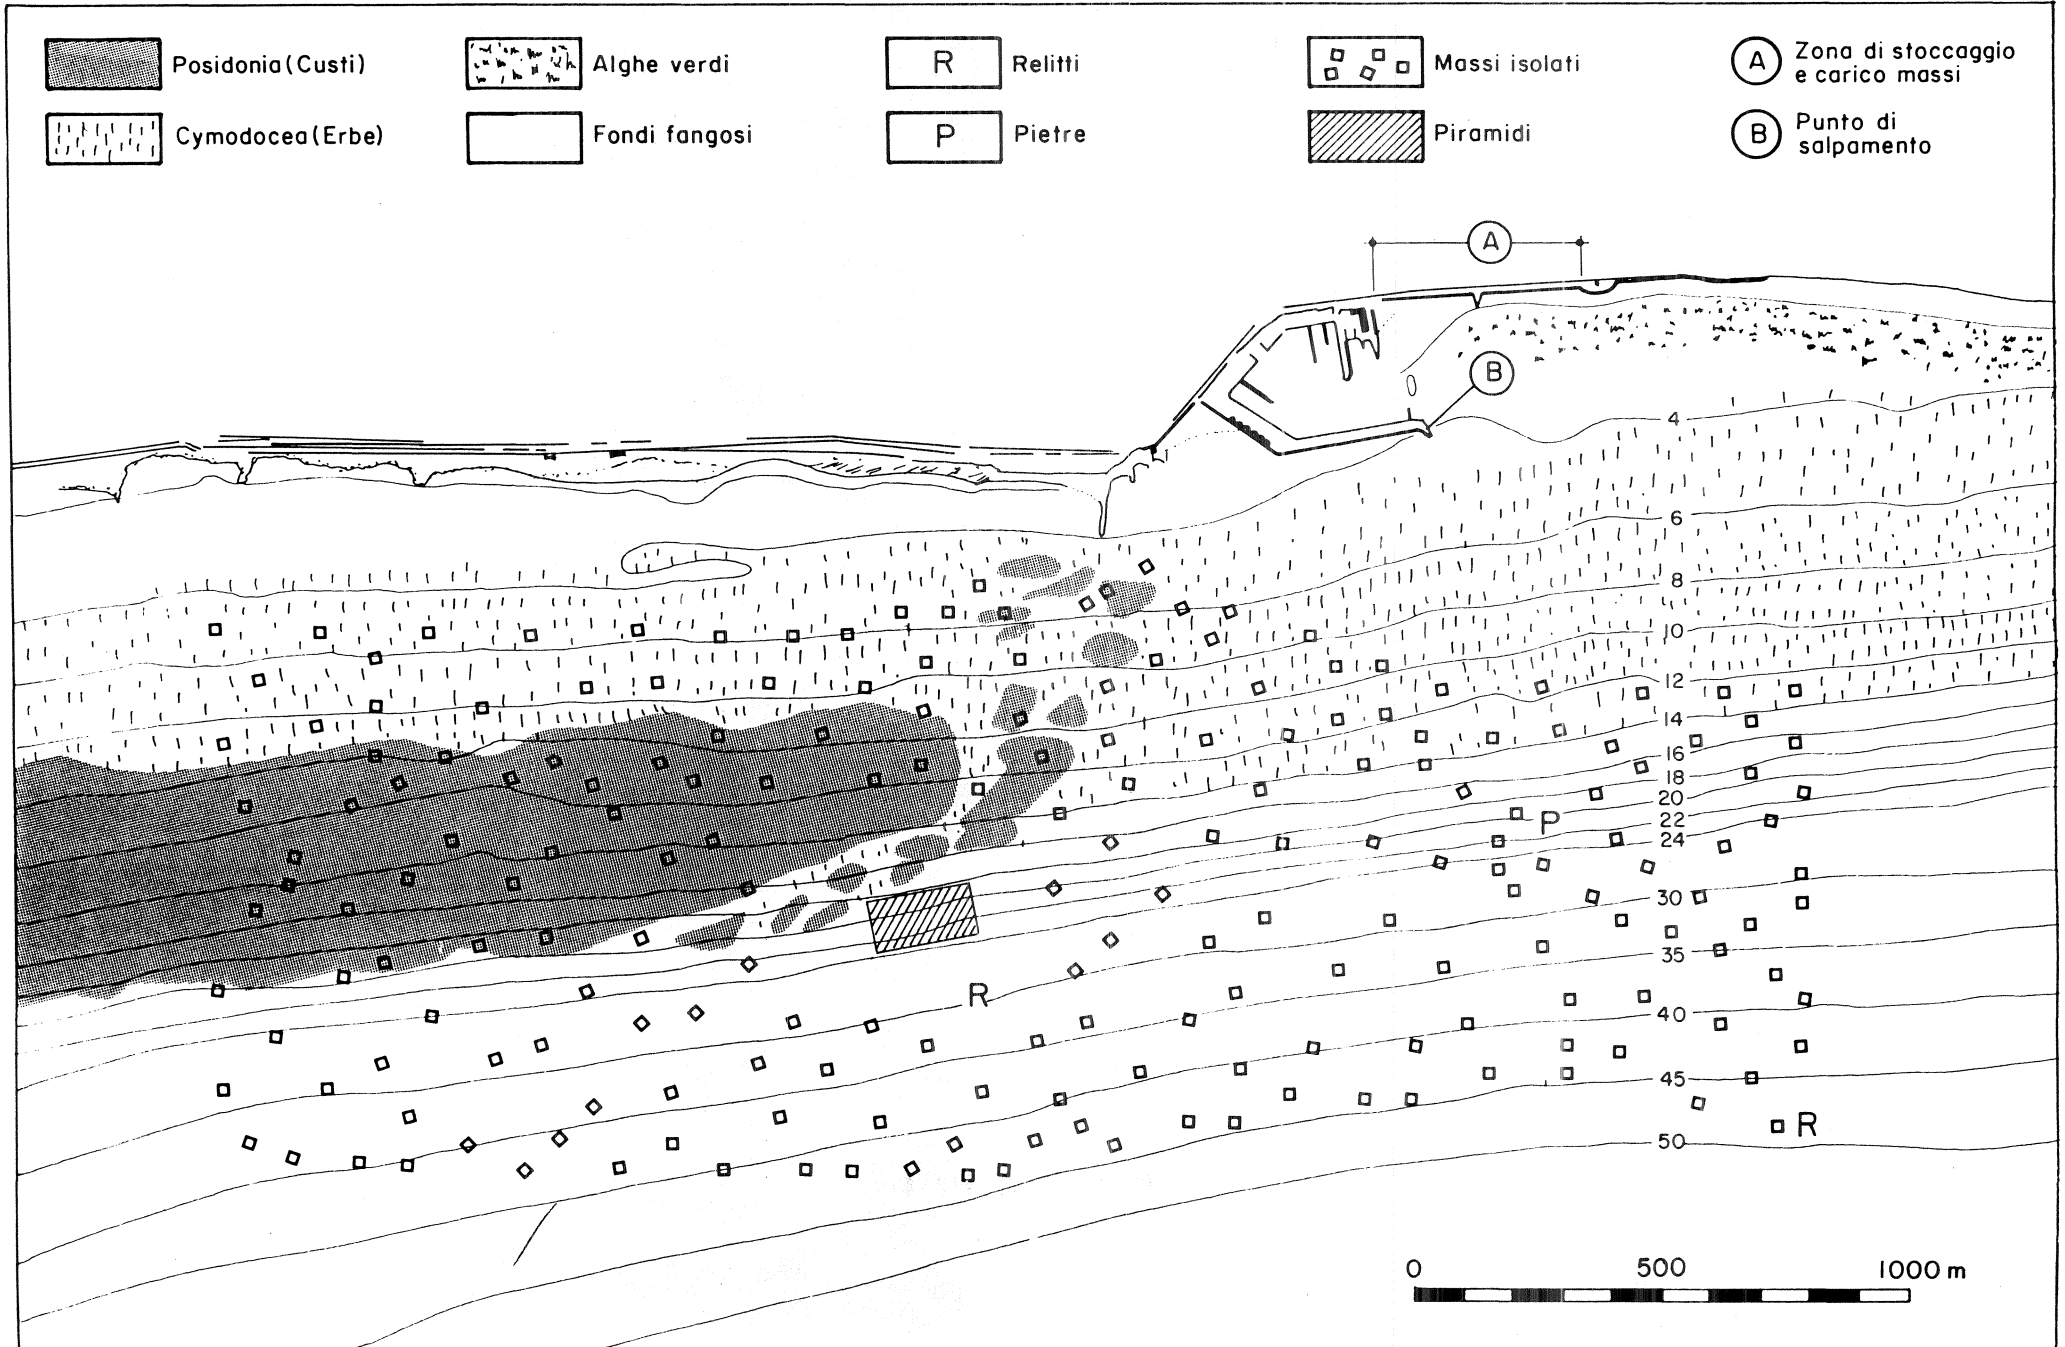 Posidonia (Custi)
Alghe verdi
R
Relitti
Massi isolati
A
Zona di stoccaggio
e carico massi
Cymodocea (Erbe)
Fondi fangosi
P
Pietre
Piramidi
B
Punto di
salpamento
A
B
4
6
8
10
12
14
16
18
20
22
24
P
30
35
R
40
45
R
50
0
500
1000 m